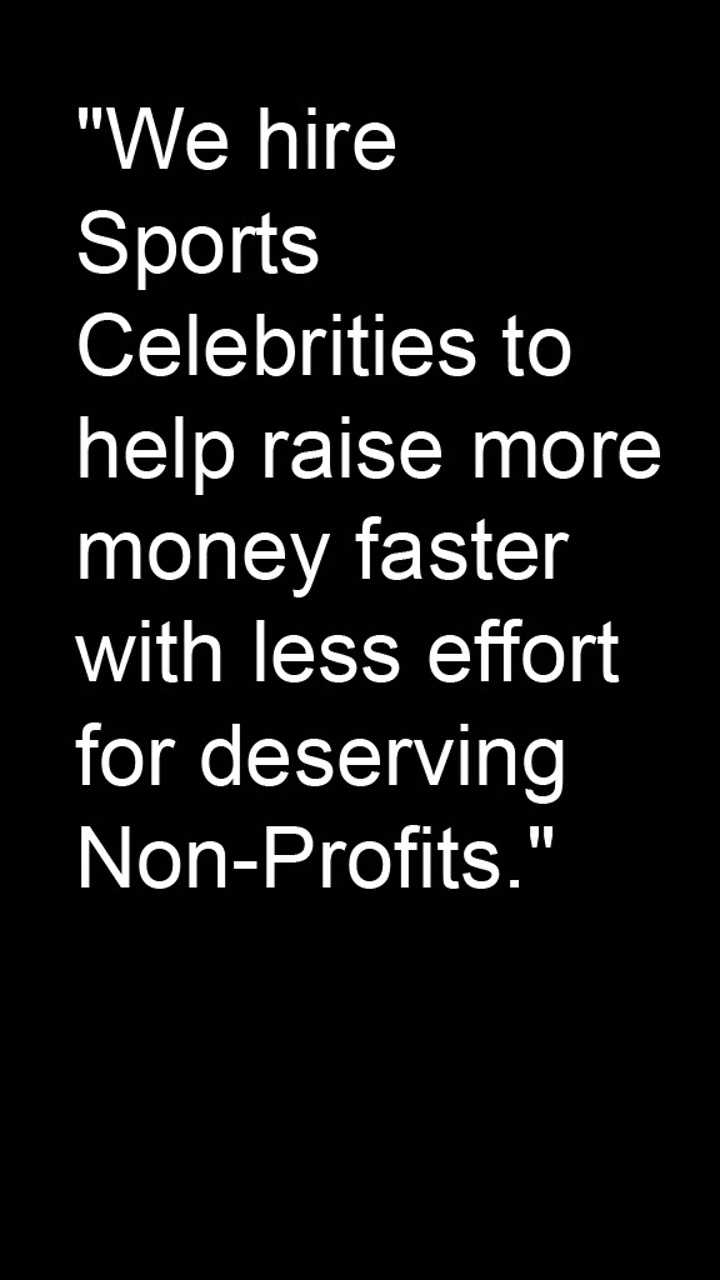 "We hire
Sports
Celebrities to
help raise more
money faster
with less effort
for deserving
Non-Profits."